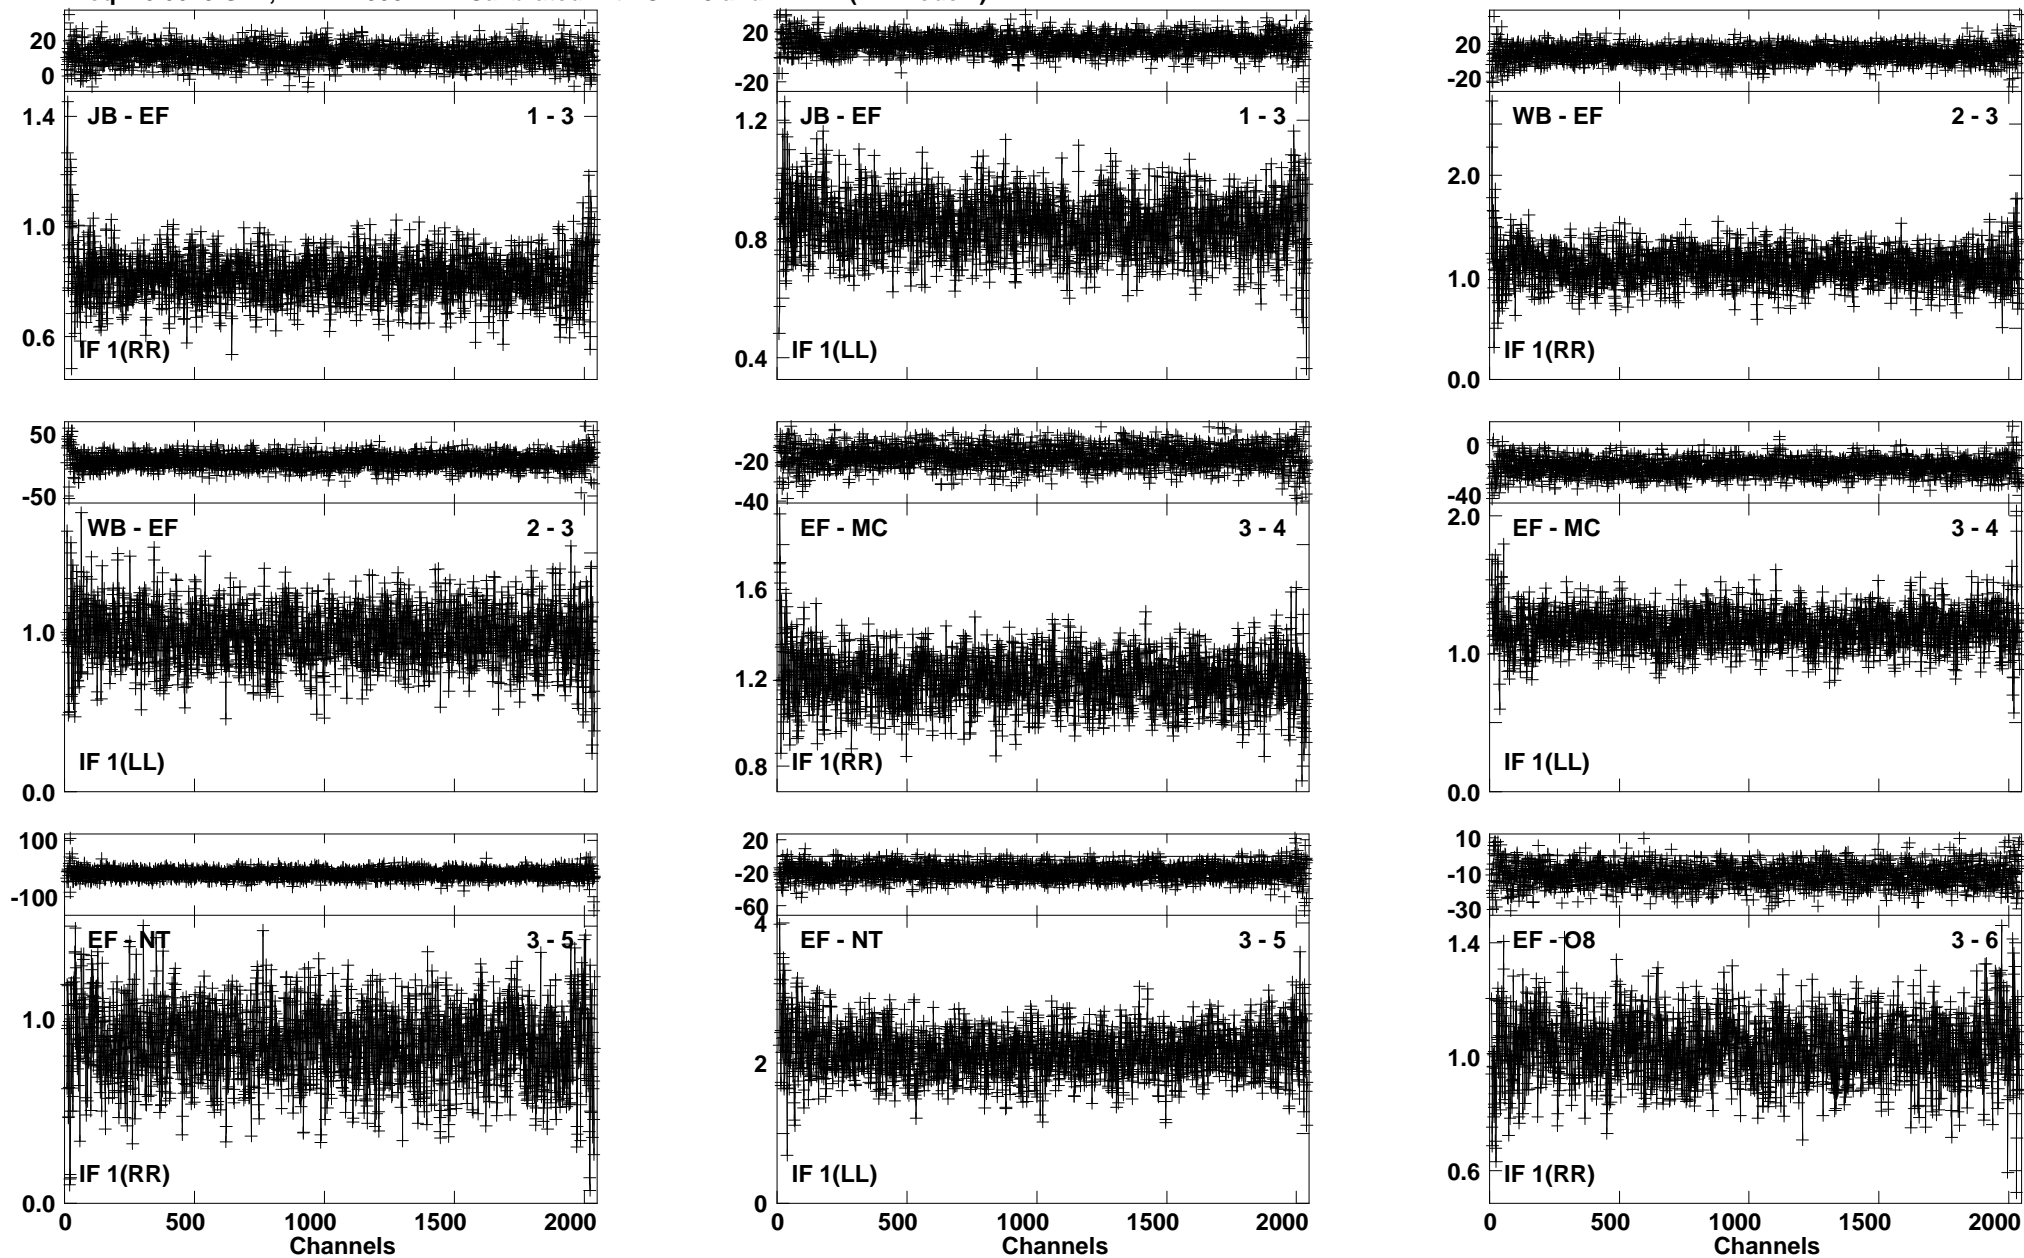 20
0
1.4
JB - EF 1 - 3
1.0
0.6
IF 1(RR)
20
-20
1.2
JB - EF 1 - 3
0.8
0.4
IF 1(LL)
20
-20
WB - EF 2 - 3
2.0
1.0
0.0
IF 1(RR)
50
-50
WB - EF 2 - 3
1.0
0.0
IF 1(LL)
-20
-40
EF - MC 3 - 4
1.6
1.2
0.8
IF 1(RR)
0
-40
2.0
EF - MC 3 - 4
1.0
0.0
IF 1(LL)
100
-100
EF - NT 3 - 5
1.0
0.0
IF 1(RR)
0 500 1000 1500 2000
Channels
20
-20
-60
4
EF - NT 3 - 5
2
0
IF 1(LL)
0 500 1000 1500 2000
Channels
10
-10
-30
1.4
EF - O8 3 - 6
1.0
0.6
IF 1(RR)
0 500 1000 1500 2000
Channels